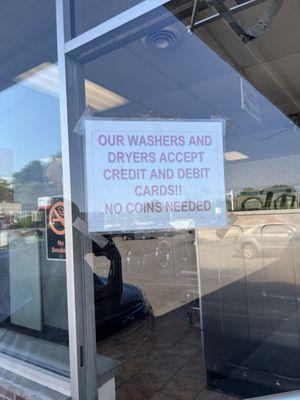 OUR WASHERS AND
DRYERS ACCEPT
CREDIT AND DEBIT
CARDS!!
NO COINS NEEDED
No
Smoking